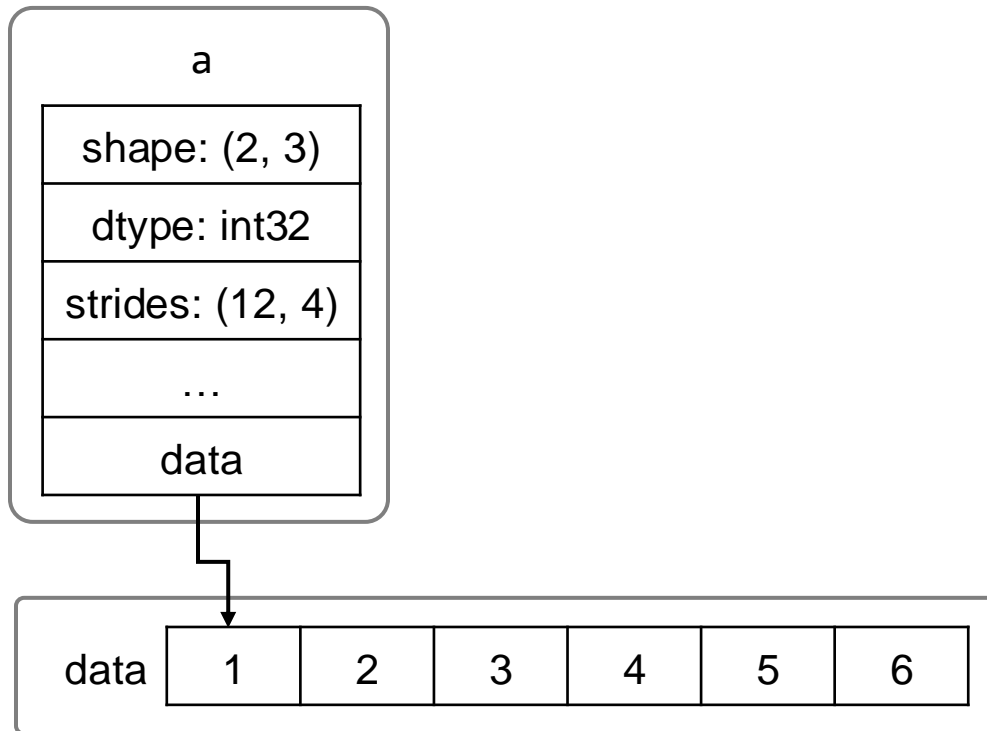 a
shape: (2, 3)
dtype: int32
strides: (12, 4)
…
data
data 1 2 3 4 5 6